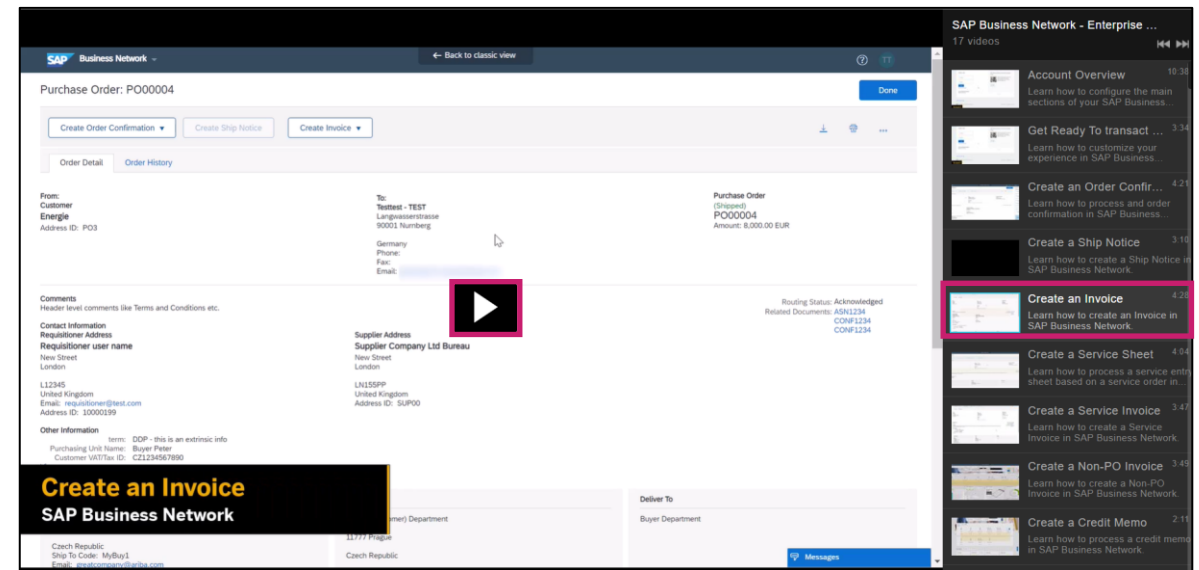 SAP Business Network
← Back to classic view
TT
Purchase Order: PO00004
Done
Create Order Confirmation ▼
Create Ship Notice
Create Invoice ▼
...
Order Detail
Order History
From:
Customer
Energie
Address ID: PO3
To:
Testtest - TEST
Langwasserstrasse
90001 Nurnberg
Germany
Phone:
Fax:
Email:
Purchase Order
(Shipped)
PO00004
Amount: 8,000.00 EUR
Comments
Header level comments like Terms and Conditions etc.
Routing Status: Acknowledged
Related Documents: ASN1234
CONF1234
CONF1234
Contact Information
Requisitioner Address
Requisitioner user name
New Street
London
L12345
United Kingdom
Email: requisitioner@test.com
Address ID: 10000199
Supplier Address
Supplier Company Ltd Bureau
New Street
London
LN155PP
United Kingdom
Address ID: SUP00
Other Information
term: DDP - this is an extrinsic info
Purchasing Unit Name: Buyer Peter
Customer VAT/Tax ID: CZ1234567890
Create an Invoice
SAP Business Network
omer) Department
11777 Prague
Czech Republic
Deliver To
Buyer Department
Czech Republic
Ship To Code: MyBuy1
Email: greatcompany@ariba.com
Messages
SAP Business Network - Enterprise ...
17 videos
Account Overview 10:38
Learn how to configure the main
sections of your SAP Business...
Get Ready To transact ... 3:34
Learn how to customize your
experience in SAP Business...
Create an Order Confir... 4:21
Learn how to process and order
confirmation in SAP Business...
Create a Ship Notice 3:10
Learn how to create a Ship Notice in
SAP Business Network.
Create an Invoice 4:28
Learn how to create an Invoice in
SAP Business Network.
Create a Service Sheet 4:04
Learn how to process a service entry
sheet based on a service order in...
Create a Service Invoice 3:47
Learn how to create a Service
Invoice in SAP Business Network.
Create a Non-PO Invoice 3:49
Learn how to create a Non-PO
Invoice in SAP Business Network.
Create a Credit Memo 2:11
Learn how to process a credit memo
in SAP Business Network.